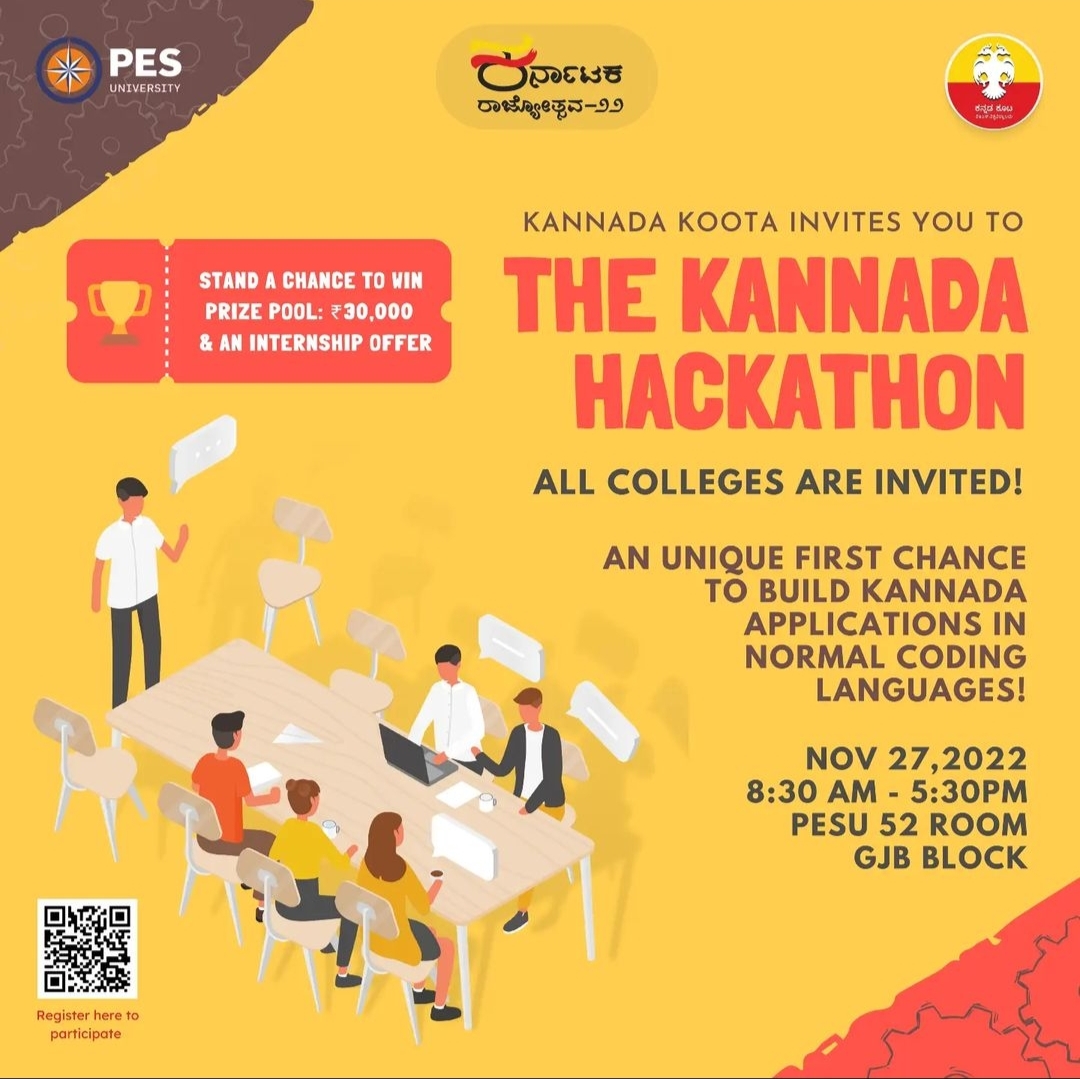 PES
UNIVERSITY
ಕರ್ನಾಟಕ
ರಾಜ್ಯೋತ್ಸವ-೨೨
ಕನ್ನಡ ಕೂಟ
KANNADA KOOTA INVITES YOU TO
THE KANNADA
HACKATHON
STAND A CHANCE TO WIN
PRIZE POOL: ₹30,000
& AN INTERNSHIP OFFER
ALL COLLEGES ARE INVITED!
AN UNIQUE FIRST CHANCE
TO BUILD KANNADA
APPLICATIONS IN
NORMAL CODING
LANGUAGES!
NOV 27,2022
8:30 AM - 5:30PM
PESU 52 ROOM
GJB BLOCK
Register here to
participate